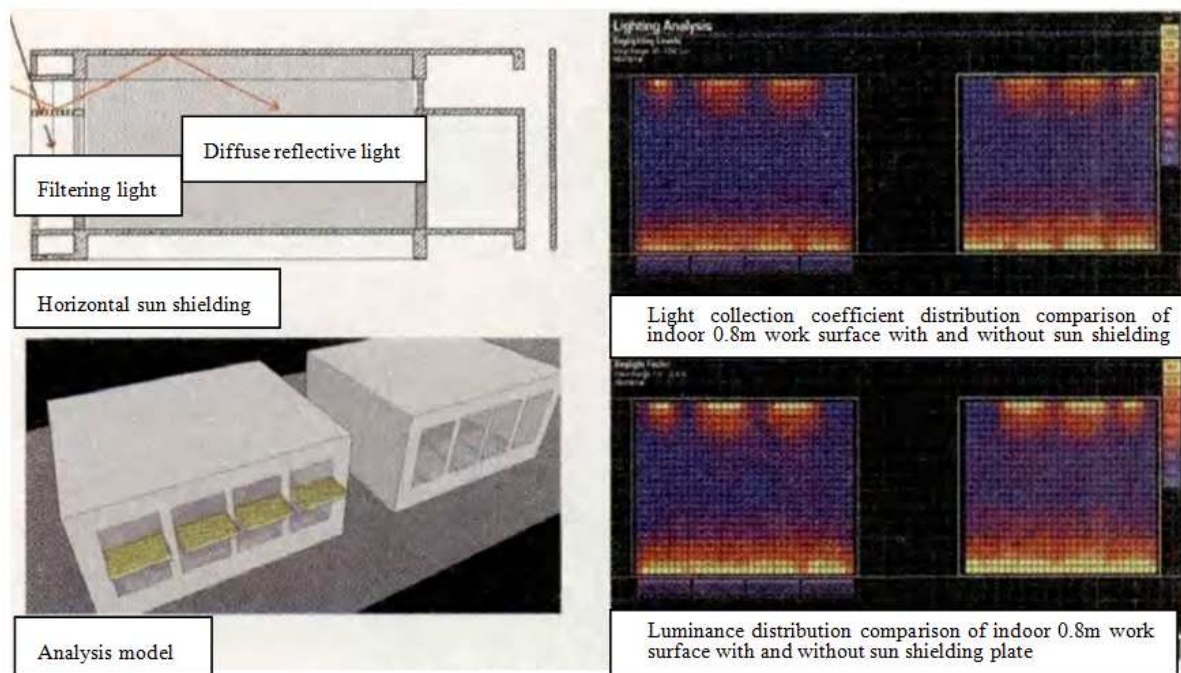 Filtering light
Diffuse reflective light
Horizontal sun shielding
Analysis model
Lighting Analysis
Daylighting Levels
Light collection coefficient distribution comparison of
indoor 0.8m work surface with and without sun shielding
Daylight Factor
Luminance distribution comparison of indoor 0.8m work
surface with and without sun shielding plate